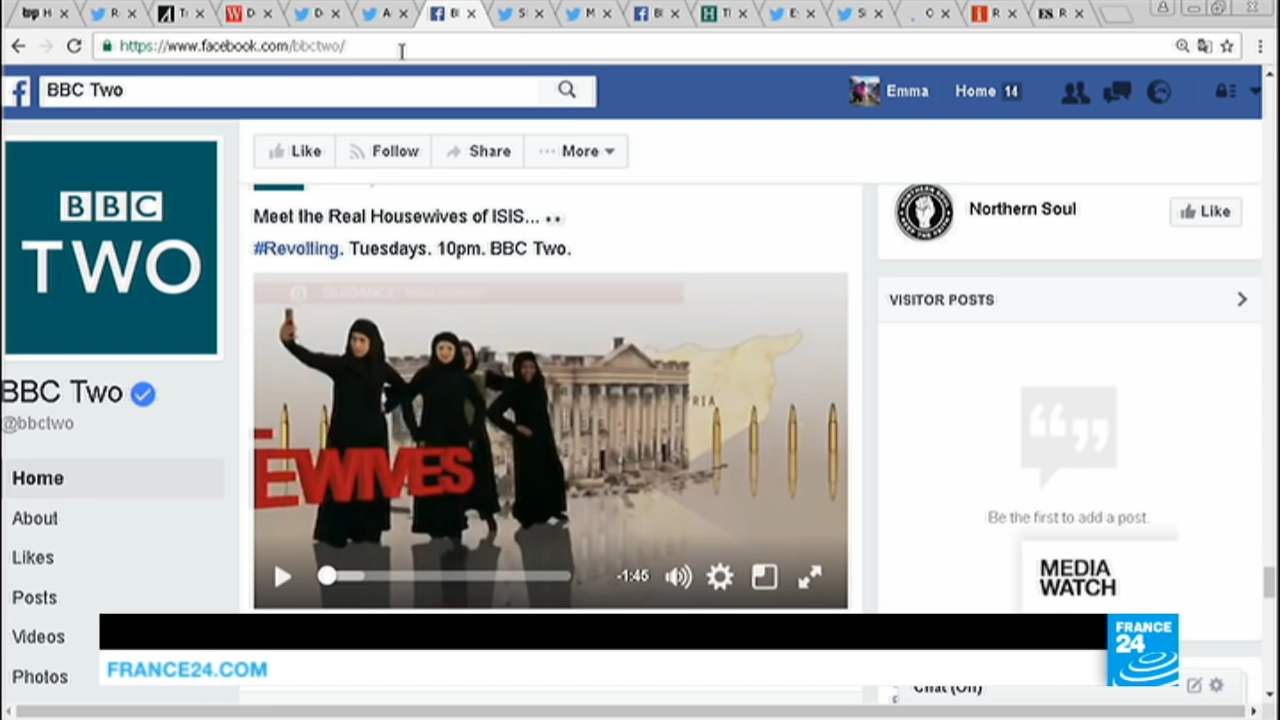 https://www.facebook.com/bbctwo/
BBC Two
Emma
Home 14
Like
Follow
Share
More
BBC
TWO
Meet the Real Housewives of ISIS...
#Revolting. Tuesdays. 10pm. BBC Two.
Northern Soul
Like
VISITOR POSTS
EWIVES
BBC Two
@bbctwo
Home
About
Likes
Posts
Videos
Photos
-1:45
Be the first to add a post.
MEDIA
WATCH
FRANCE
24
FRANCE24.COM
Chat (On)